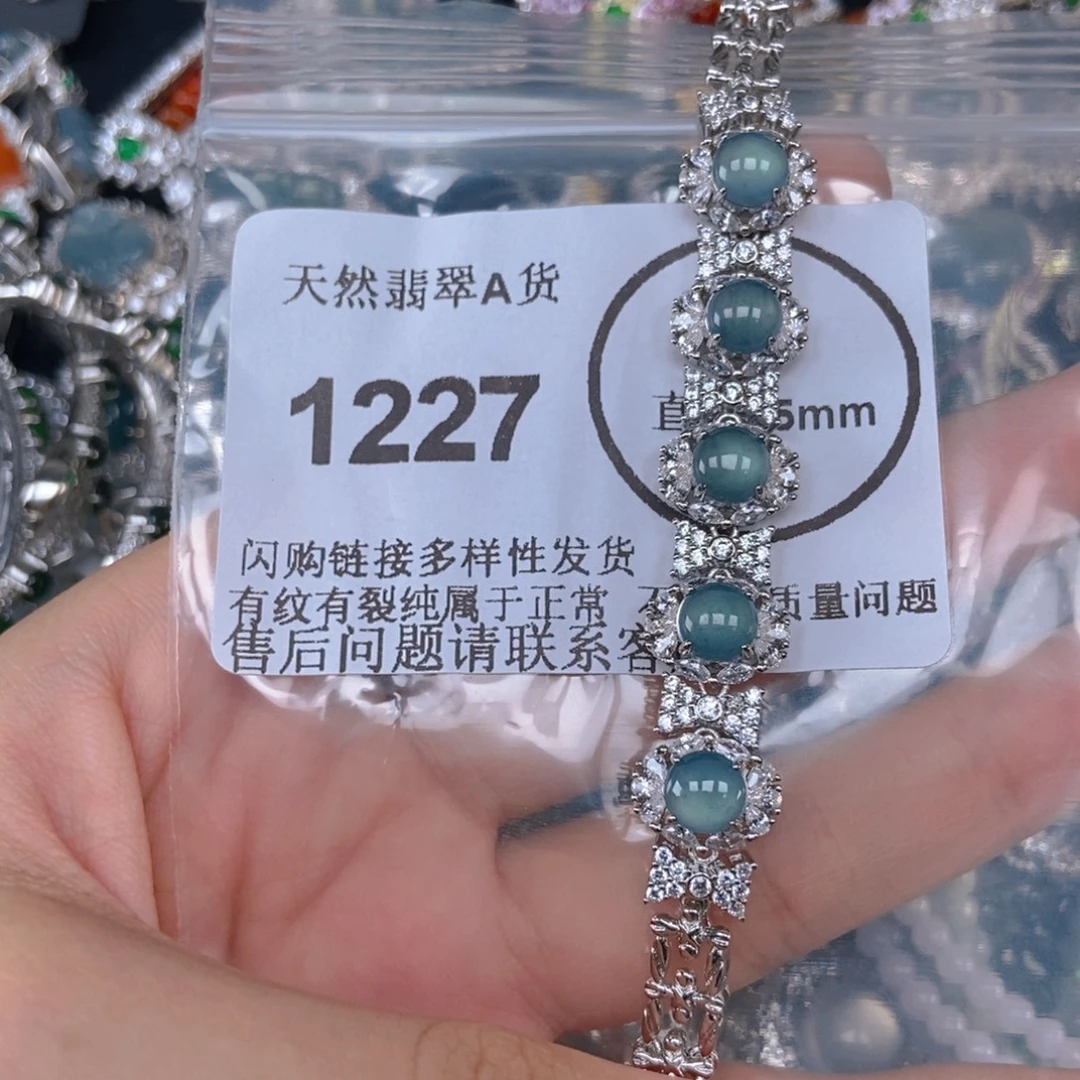 天然翡翠A货
1227
直 5mm
闪购链接多样性发货
有纹有裂纯属于正常 不 质量问题
售后问题请联系客